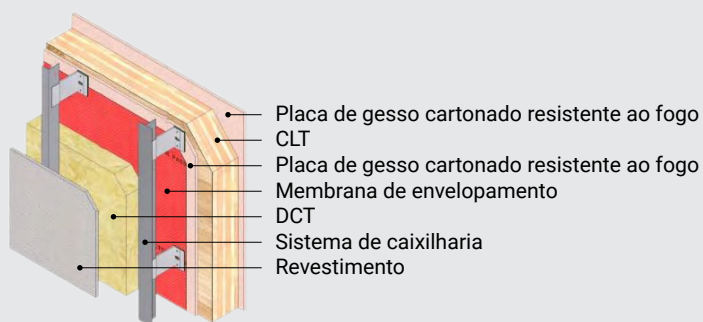 Placa de gesso cartonado resistente ao fogo
CLT
Placa de gesso cartonado resistente ao fogo
Membrana de envelopamento
DCT
Sistema de caixilharia
Revestimento